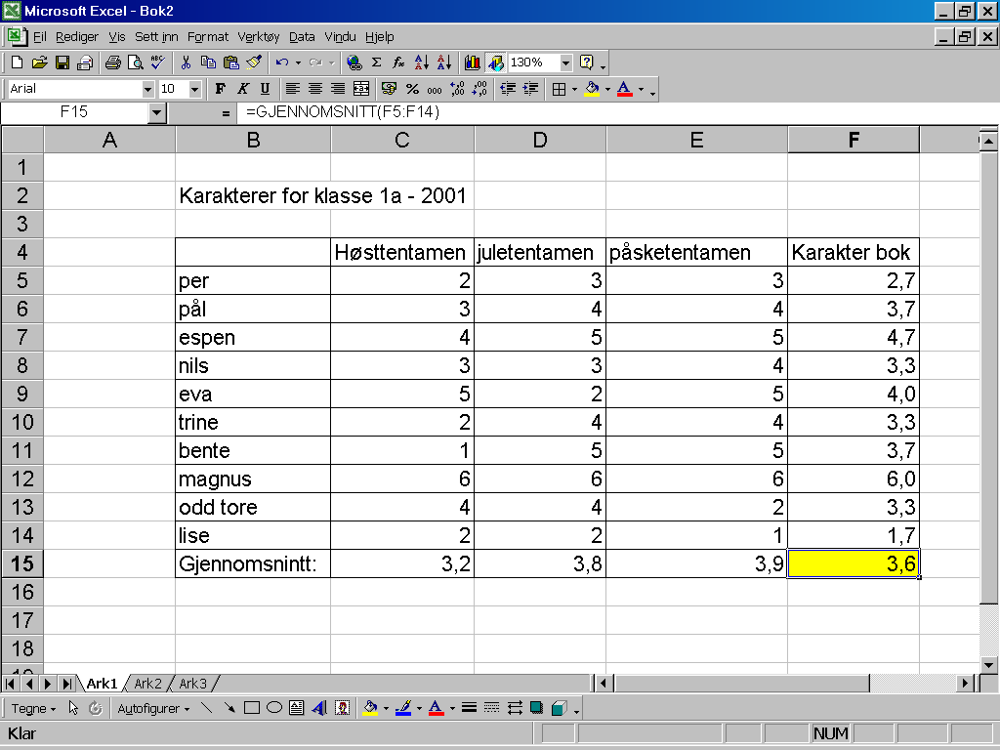 Microsoft Excel - Bok2
Fil Rediger Vis Sett inn Format Verktøy Data Vindu Hjelp
130%
Arial 10 F K U % 000
F15 = =GJENNOMSNITT(F5:F14)
A B C D E F
1
2 Karakterer for klasse 1a - 2001
3
4 Høsttentamen juletentamen påsketentamen Karakter bok
5 per 2 3 3 2,7
6 pål 3 4 4 3,7
7 espen 4 5 5 4,7
8 nils 3 3 4 3,3
9 eva 5 2 5 4,0
10 trine 2 4 4 3,3
11 bente 1 5 5 3,7
12 magnus 6 6 6 6,0
13 odd tore 4 4 2 3,3
14 lise 2 2 1 1,7
15 Gjennomsnintt: 3,2 3,8 3,9 3,6
16
17
18
Ark1 Ark2 Ark3
Tegne Autofigurer
Klar NUM